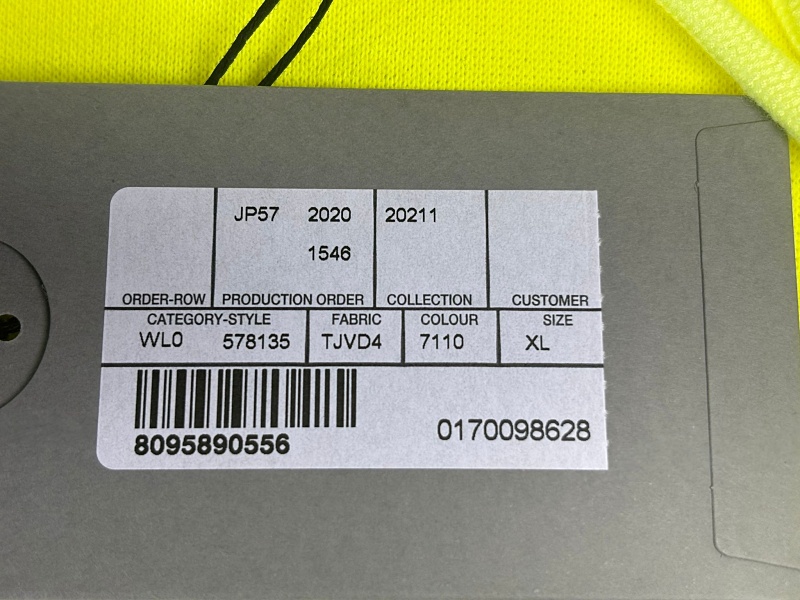 JP57 2020 20211
1546
ORDER-ROW PRODUCTION ORDER COLLECTION CUSTOMER
CATEGORY-STYLE FABRIC COLOUR SIZE
WL0 578135 TJVD4 7110 XL
8095890556 0170098628